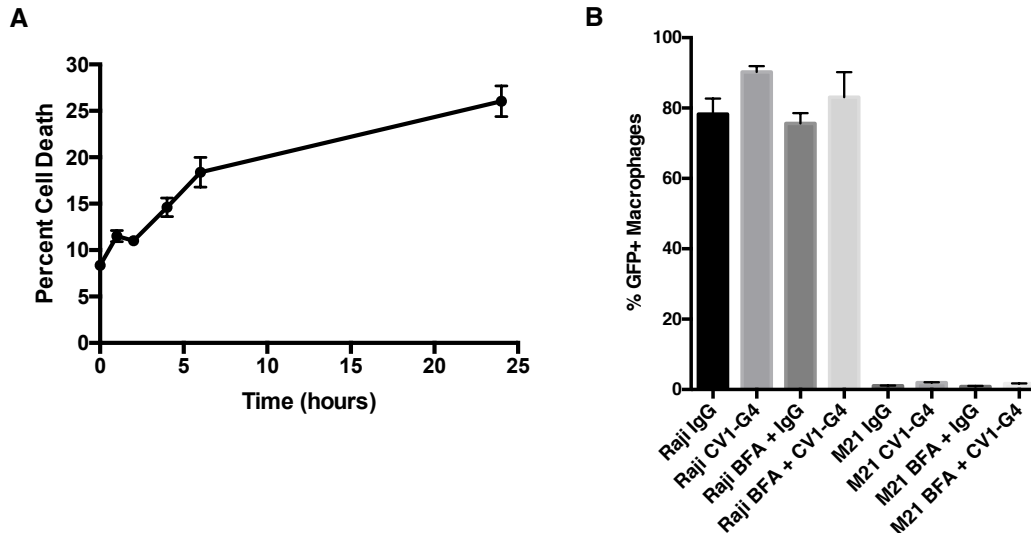 A
Percent Cell Death
30
25
20
15
10
5
0
0 5 10 15 20 25
Time (hours)
B
% GFP+ Macrophages
100
80
60
40
20
0
Raji IgG
Raji CV1-G4
Raji BFA + IgG
Raji BFA + CV1-G4
M21 IgG
M21 CV1-G4
M21 BFA + IgG
M21 BFA + CV1-G4